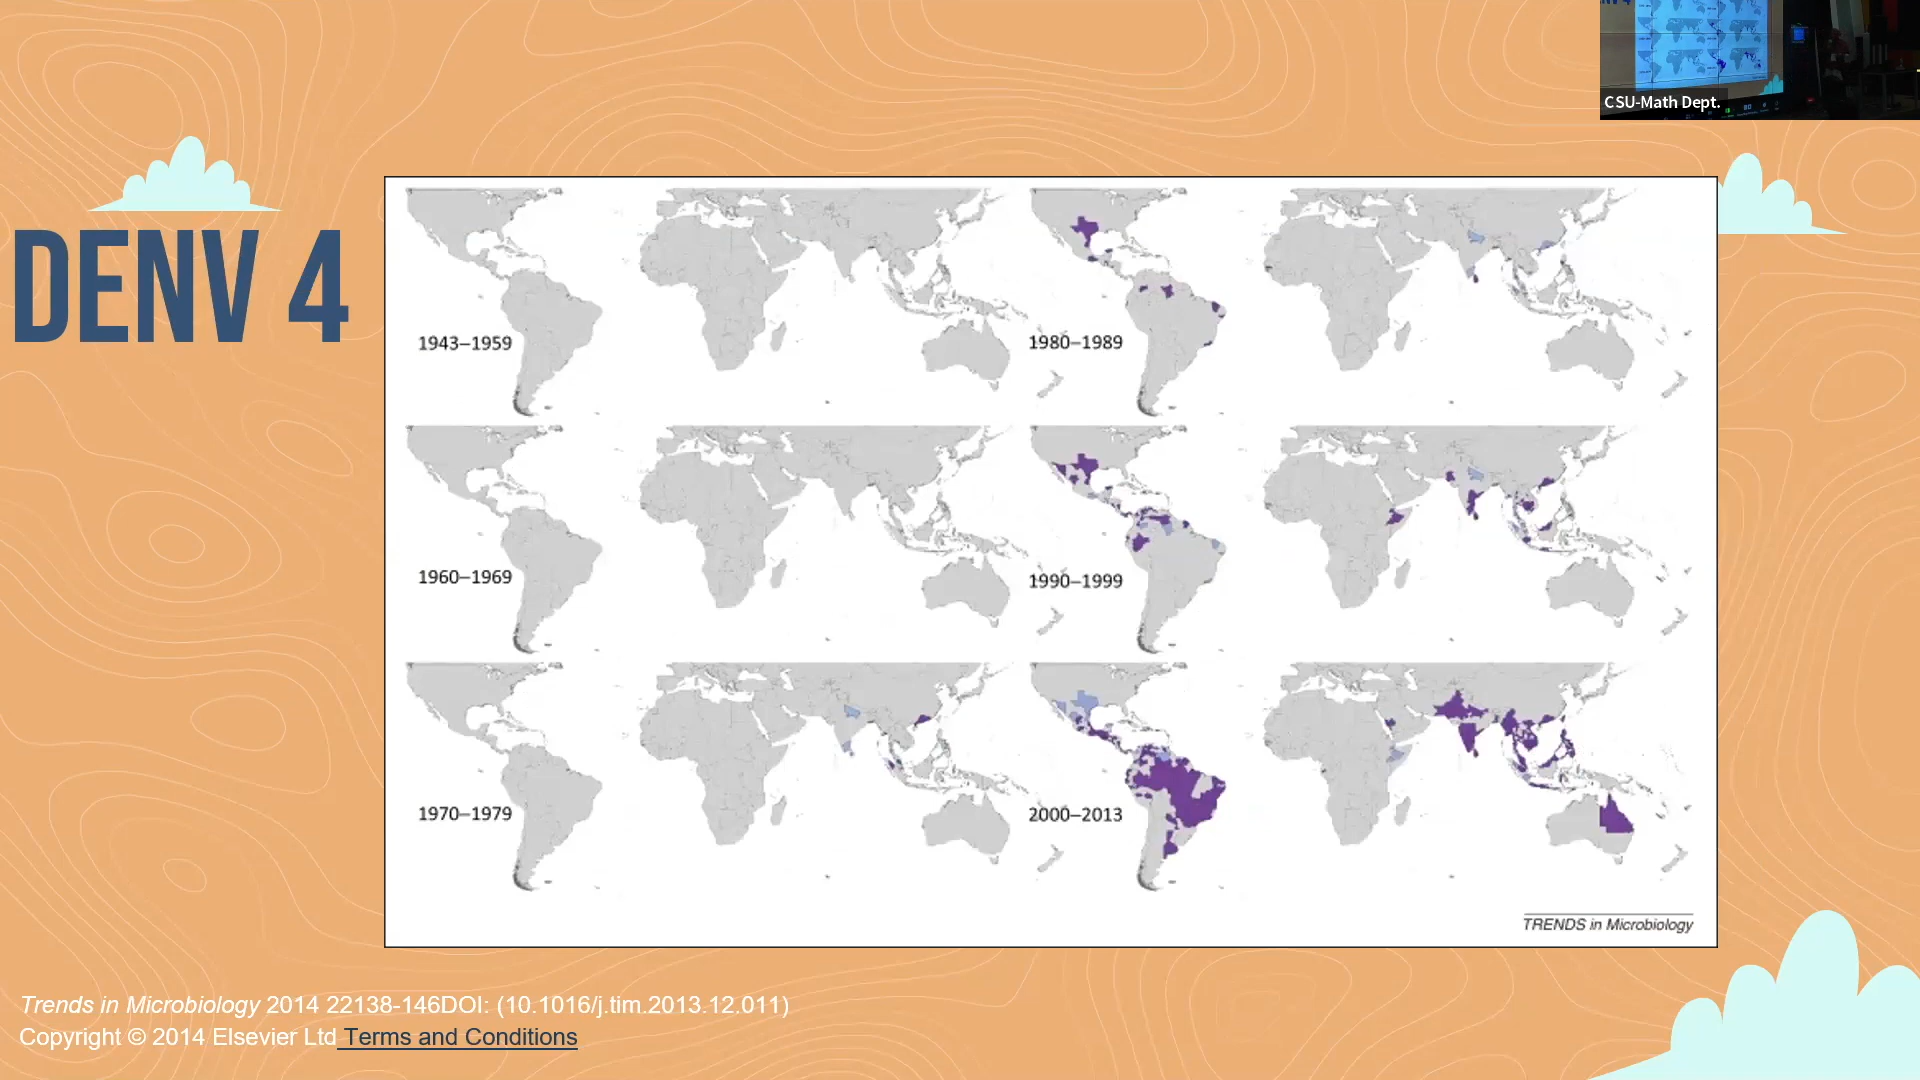 CSU-Math Dept.
DENV 4
1943–1959
1980–1989
1960–1969
1990–1999
1970–1979
2000–2013
TRENDS in Microbiology
Trends in Microbiology 2014 22138-146DOI: (10.1016/j.tim.2013.12.011)
Copyright © 2014 Elsevier Ltd Terms and Conditions